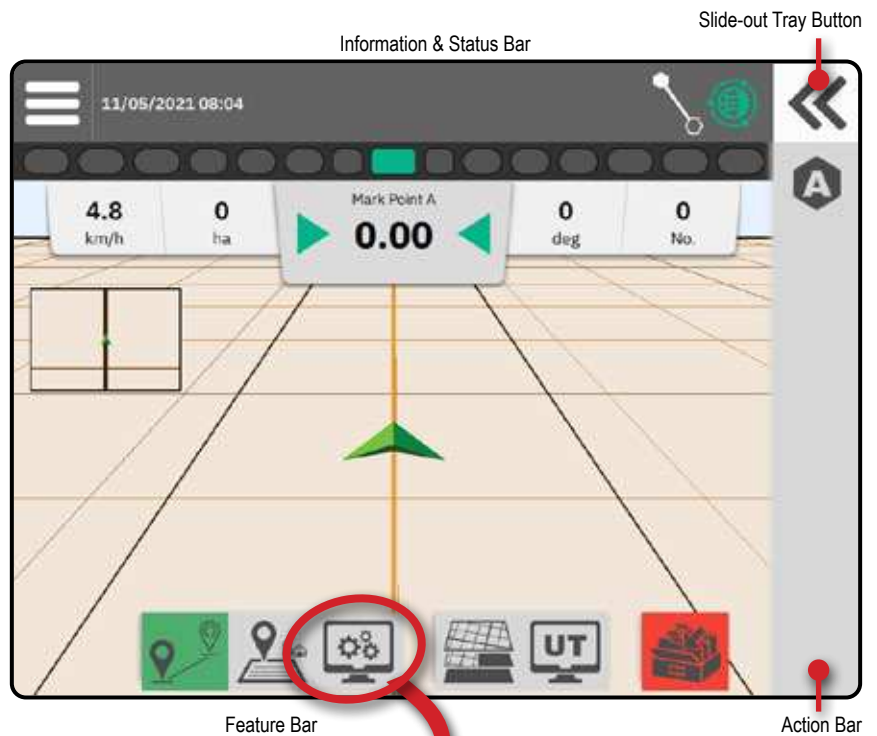 Slide-out Tray Button
Information & Status Bar
11/05/2021 08:04
A
4.8
km/h
0
ha
Mark Point A
0.00
0
deg
0
No.
UT
Feature Bar
Action Bar